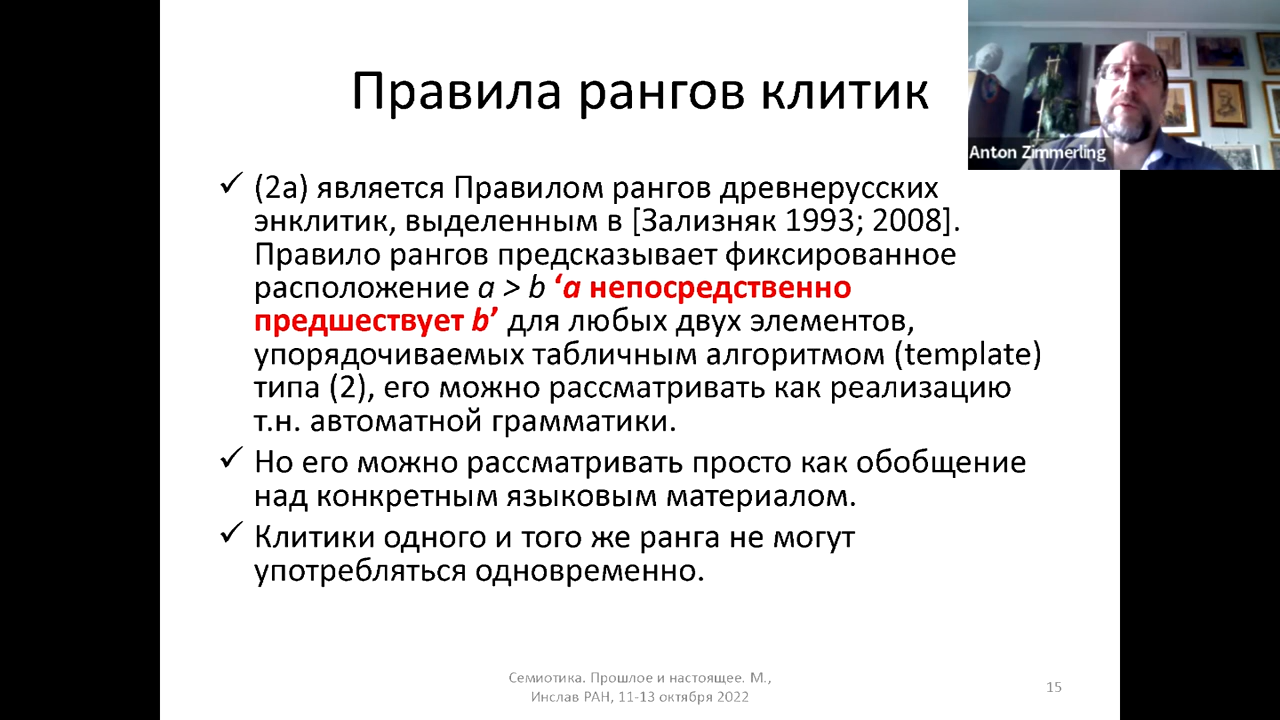 Правила рангов клитик
Anton Zimmerling
✓ (2a) является Правилом рангов древнерусских
энклитик, выделенным в [Зализняк 1993; 2008].
Правило рангов предсказывает фиксированное
расположение a > b ‘a непосредственно
предшествует b’ для любых двух элементов,
упорядочиваемых табличным алгоритмом (template)
типа (2), его можно рассматривать как реализацию
т.н. автоматной грамматики.
✓ Но его можно рассматривать просто как обобщение
над конкретным языковым материалом.
✓ Клитики одного и того же ранга не могут
употребляться одновременно.
Семиотика. Прошлое и настоящее. М.,
Инслав РАН, 11-13 октября 2022
15